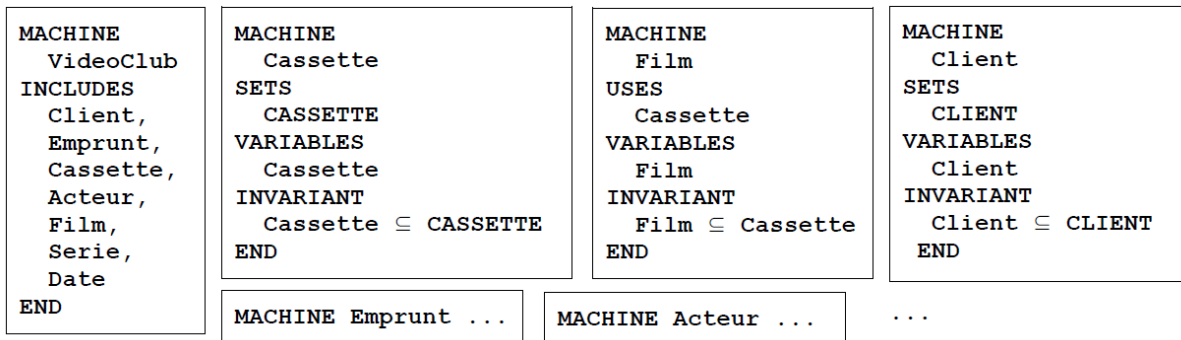 MACHINE
VideoClub
INCLUDES
Client,
Emprunt,
Cassette,
Acteur,
Film,
Serie,
Date
END
MACHINE
Cassette
SETS
CASSETTE
VARIABLES
Cassette
INVARIANT
Cassette ⊆ CASSETTE
END
MACHINE
Film
USES
Cassette
VARIABLES
Film
INVARIANT
Film ⊆ Cassette
END
MACHINE
Client
SETS
CLIENT
VARIABLES
Client
INVARIANT
Client ⊆ CLIENT
END
MACHINE Emprunt ...
MACHINE Acteur ...
...